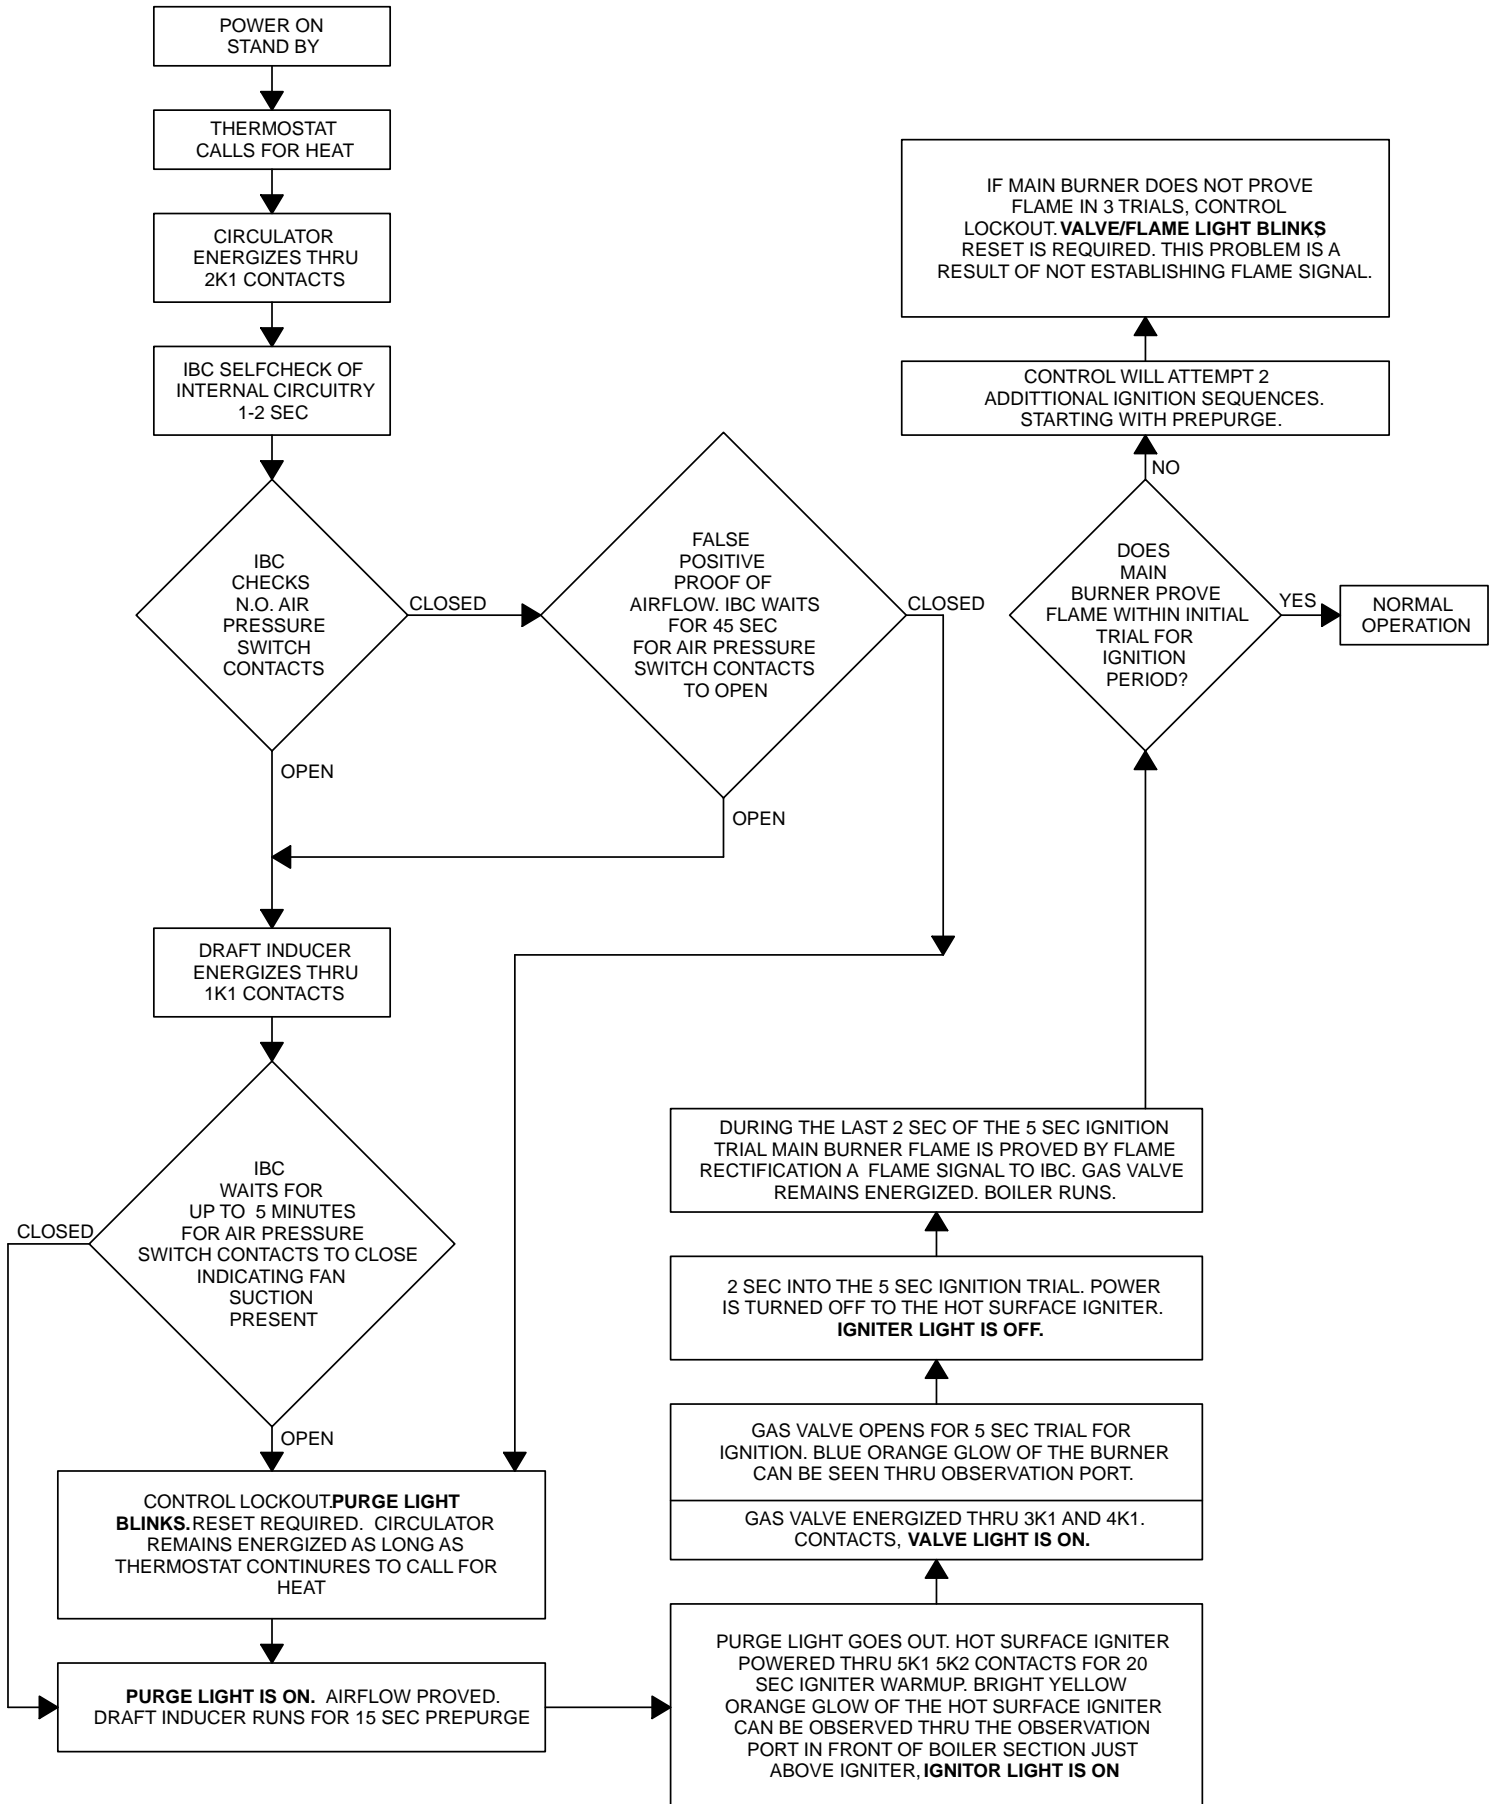 POWER ON
STAND BY
THERMOSTAT
CALLS FOR HEAT
CIRCULATOR
ENERGIZES THRU
2K1 CONTACTS
IBC SELFCHECK OF
INTERNAL CIRCUITRY
1-2 SEC
IBC
CHECKS
N.O. AIR
PRESSURE
SWITCH
CONTACTS
CLOSED
OPEN
FALSE
POSITIVE
PROOF OF
AIRFLOW. IBC WAITS
FOR 45 SEC
FOR AIR PRESSURE
SWITCH CONTACTS
TO OPEN
CLOSED
OPEN
DRAFT INDUCER
ENERGIZES THRU
1K1 CONTACTS
IBC
WAITS FOR
UP TO 5 MINUTES
FOR AIR PRESSURE
SWITCH CONTACTS TO CLOSE
INDICATING FAN
SUCTION
PRESENT
CLOSED
OPEN
CONTROL LOCKOUT.PURGE LIGHT
BLINKS.RESET REQUIRED. CIRCULATOR
REMAINS ENERGIZED AS LONG AS
THERMOSTAT CONTINURES TO CALL FOR
HEAT
PURGE LIGHT IS ON. AIRFLOW PROVED.
DRAFT INDUCER RUNS FOR 15 SEC PREPURGE
PURGE LIGHT GOES OUT. HOT SURFACE IGNITER
POWERED THRU 5K1 5K2 CONTACTS FOR 20
SEC IGNITER WARMUP. BRIGHT YELLOW
ORANGE GLOW OF THE HOT SURFACE IGNITER
CAN BE OBSERVED THRU THE OBSERVATION
PORT IN FRONT OF BOILER SECTION JUST
ABOVE IGNITER, IGNITOR LIGHT IS ON
GAS VALVE ENERGIZED THRU 3K1 AND 4K1.
CONTACTS, VALVE LIGHT IS ON.
GAS VALVE OPENS FOR 5 SEC TRIAL FOR
IGNITION. BLUE ORANGE GLOW OF THE BURNER
CAN BE SEEN THRU OBSERVATION PORT.
2 SEC INTO THE 5 SEC IGNITION TRIAL. POWER
IS TURNED OFF TO THE HOT SURFACE IGNITER.
IGNITER LIGHT IS OFF.
DURING THE LAST 2 SEC OF THE 5 SEC IGNITION
TRIAL MAIN BURNER FLAME IS PROVED BY FLAME
RECTIFICATION A FLAME SIGNAL TO IBC. GAS VALVE
REMAINS ENERGIZED. BOILER RUNS.
DOES
MAIN
BURNER PROVE
FLAME WITHIN INITIAL
TRIAL FOR
IGNITION
PERIOD?
YES
NORMAL
OPERATION
NO
CONTROL WILL ATTEMPT 2
ADDITTIONAL IGNITION SEQUENCES.
STARTING WITH PREPURGE.
IF MAIN BURNER DOES NOT PROVE
FLAME IN 3 TRIALS, CONTROL
LOCKOUT. VALVE/FLAME LIGHT BLINKS,
RESET IS REQUIRED. THIS PROBLEM IS A
RESULT OF NOT ESTABLISHING FLAME SIGNAL.